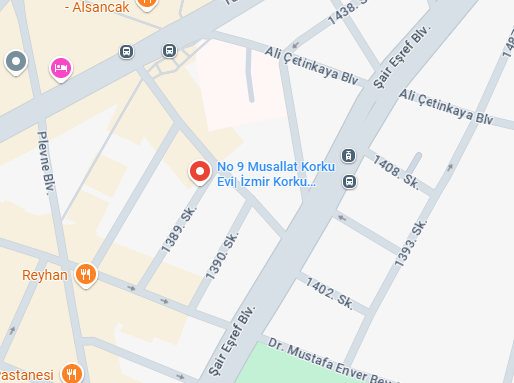 - Alsancak
1438. Sk.
Şair Eşref Blv.
Ali Çetinkaya Blv
Ali Çetinkaya Blv
Plevne Blv.
No 9 Musallat Korku
Evi| İzmir Korku...
1408. Sk.
1389. Sk.
1390. Sk.
1393. Sk.
Reyhan
1402. Sk.
Şair Eşref Blv.
Dr. Mustafa Enver Bey
astanesi